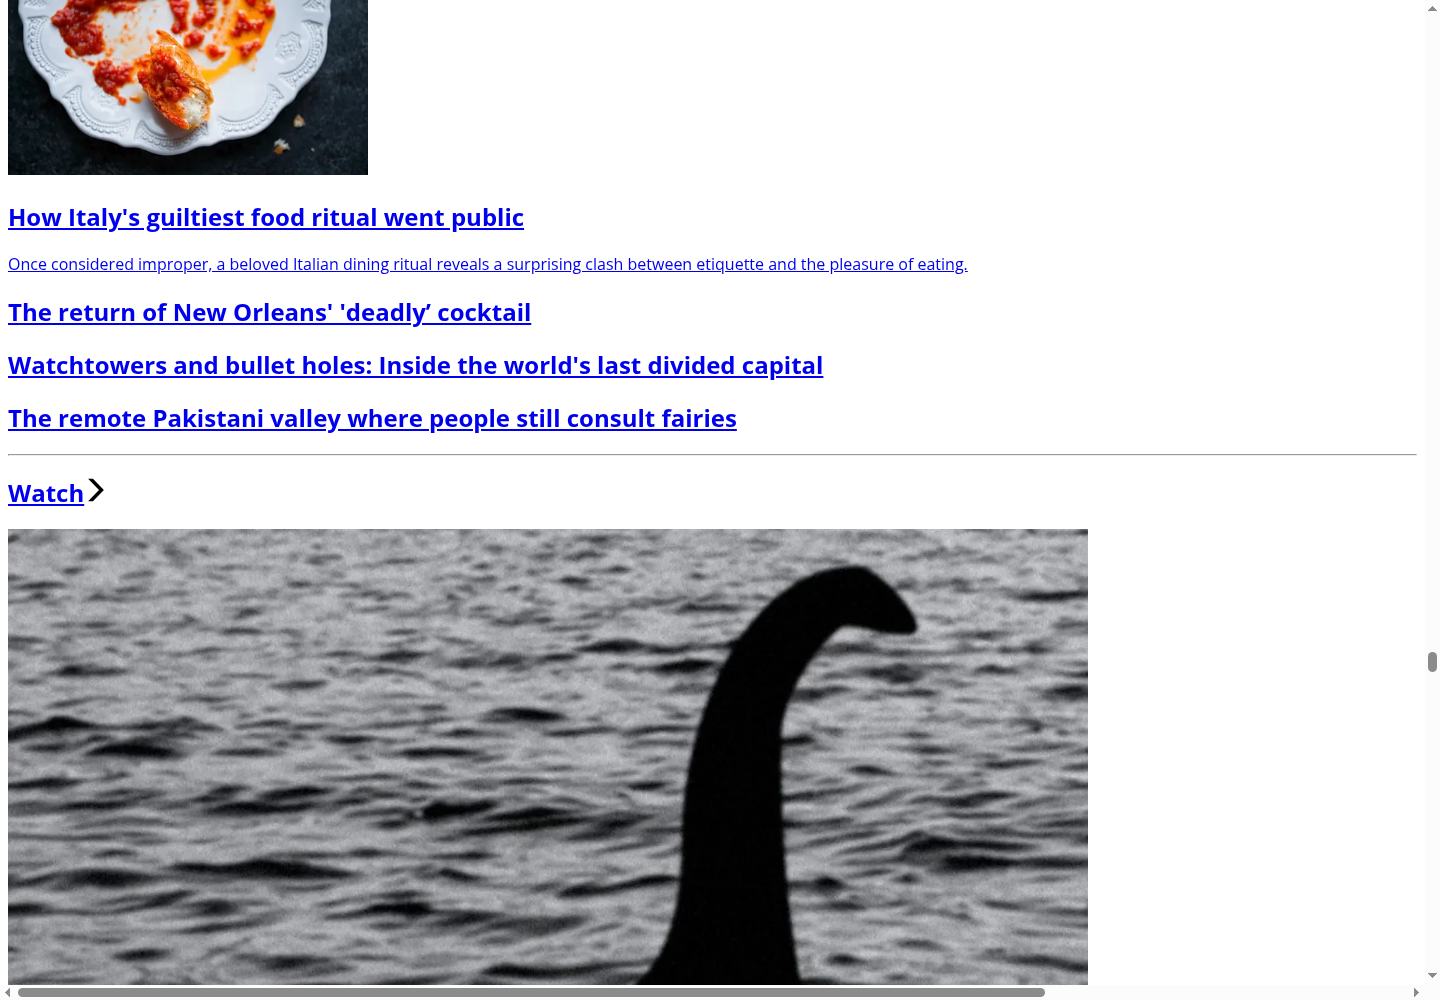 How Italy's guiltiest food ritual went public
Once considered improper, a beloved Italian dining ritual reveals a surprising clash between etiquette and the pleasure of eating.
The return of New Orleans' 'deadly’ cocktail
Watchtowers and bullet holes: Inside the world's last divided capital
The remote Pakistani valley where people still consult fairies
Watch